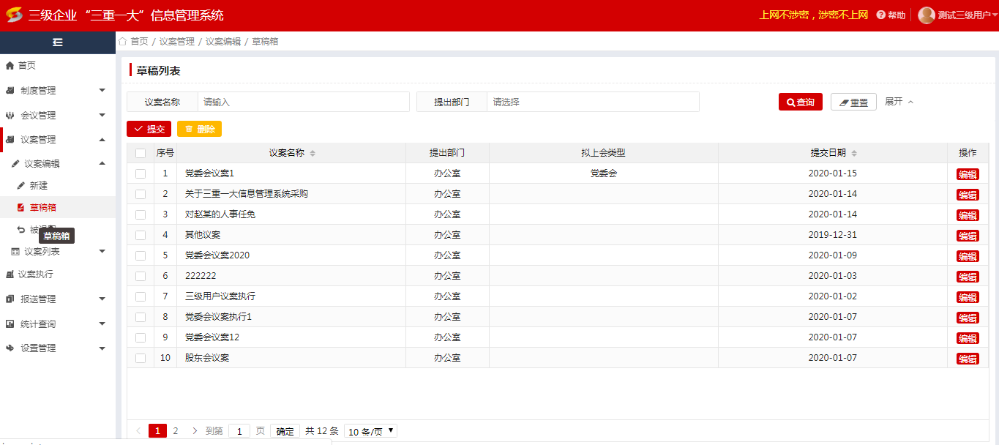 三级企业“三重一大”信息管理系统
上网不涉密，涉密不上网 帮助 测试三级用户
首页 / 议案管理 / 议案编辑 / 草稿箱
首页
制度管理
会议管理
议案管理
议案编辑
新建
草稿箱
草稿箱
议案列表
议案执行
报送管理
统计查询
设置管理
草稿列表
议案名称 请输入 提出部门 请选择 查询 重置 展开
提交 删除
序号 议案名称 提出部门 拟上会类型 提交日期 操作
1 党委会议案1 办公室 党委会 2020-01-15 编辑
2 关于三重一大信息管理系统采购 办公室 2020-01-14 编辑
3 对赵某的人事任免 办公室 2020-01-14 编辑
4 其他议案 办公室 2019-12-31 编辑
5 党委会议案2020 办公室 2020-01-09 编辑
6 222222 办公室 2020-01-03 编辑
7 三级用户议案执行 办公室 2020-01-02 编辑
8 党委会议案执行1 办公室 2020-01-07 编辑
9 党委会议案12 办公室 2020-01-07 编辑
10 股东会议案 办公室 2020-01-07 编辑
1 2 到第 1 页 确定 共 12 条 10 条/页